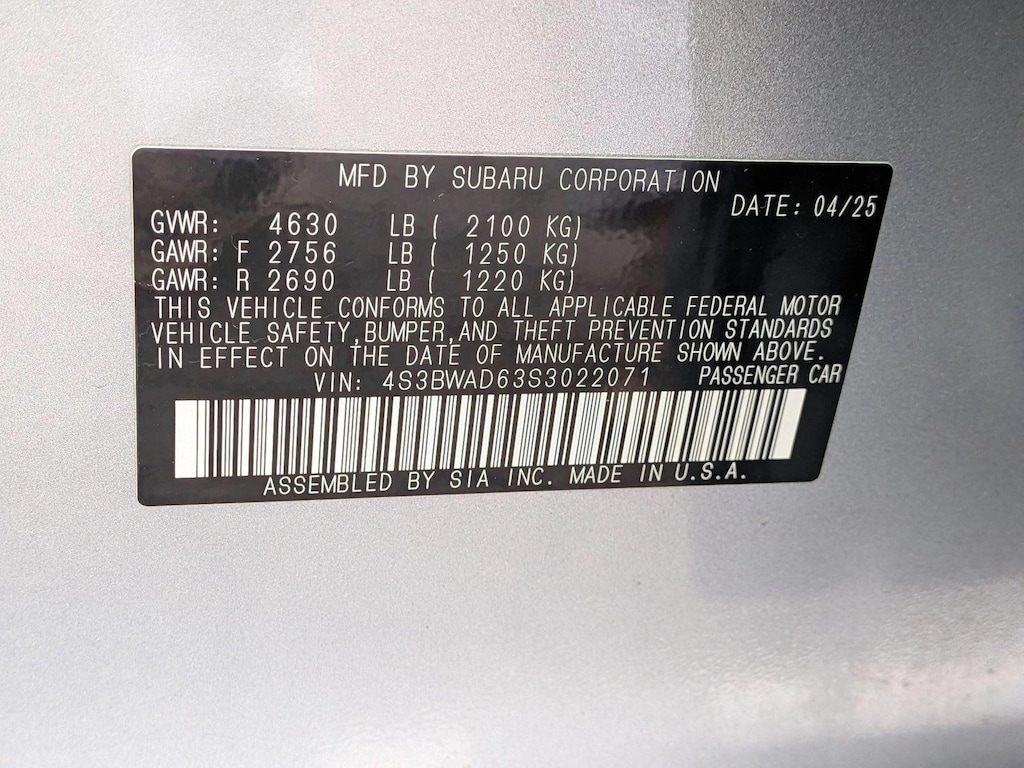 MFD BY SUBARU CORPORATION
DATE: 04/25
GVWR: 4630 LB ( 2100 KG)
GAWR: F 2756 LB ( 1250 KG)
GAWR: R 2690 LB ( 1220 KG)
THIS VEHICLE CONFORMS TO ALL APPLICABLE FEDERAL MOTOR
VEHICLE SAFETY, BUMPER, AND THEFT PREVENTION STANDARDS
IN EFFECT ON THE DATE OF MANUFACTURE SHOWN ABOVE.
VIN: 4S3BWAD63S3022071 PASSENGER CAR
ASSEMBLED BY SIA INC. MADE IN U.S.A.